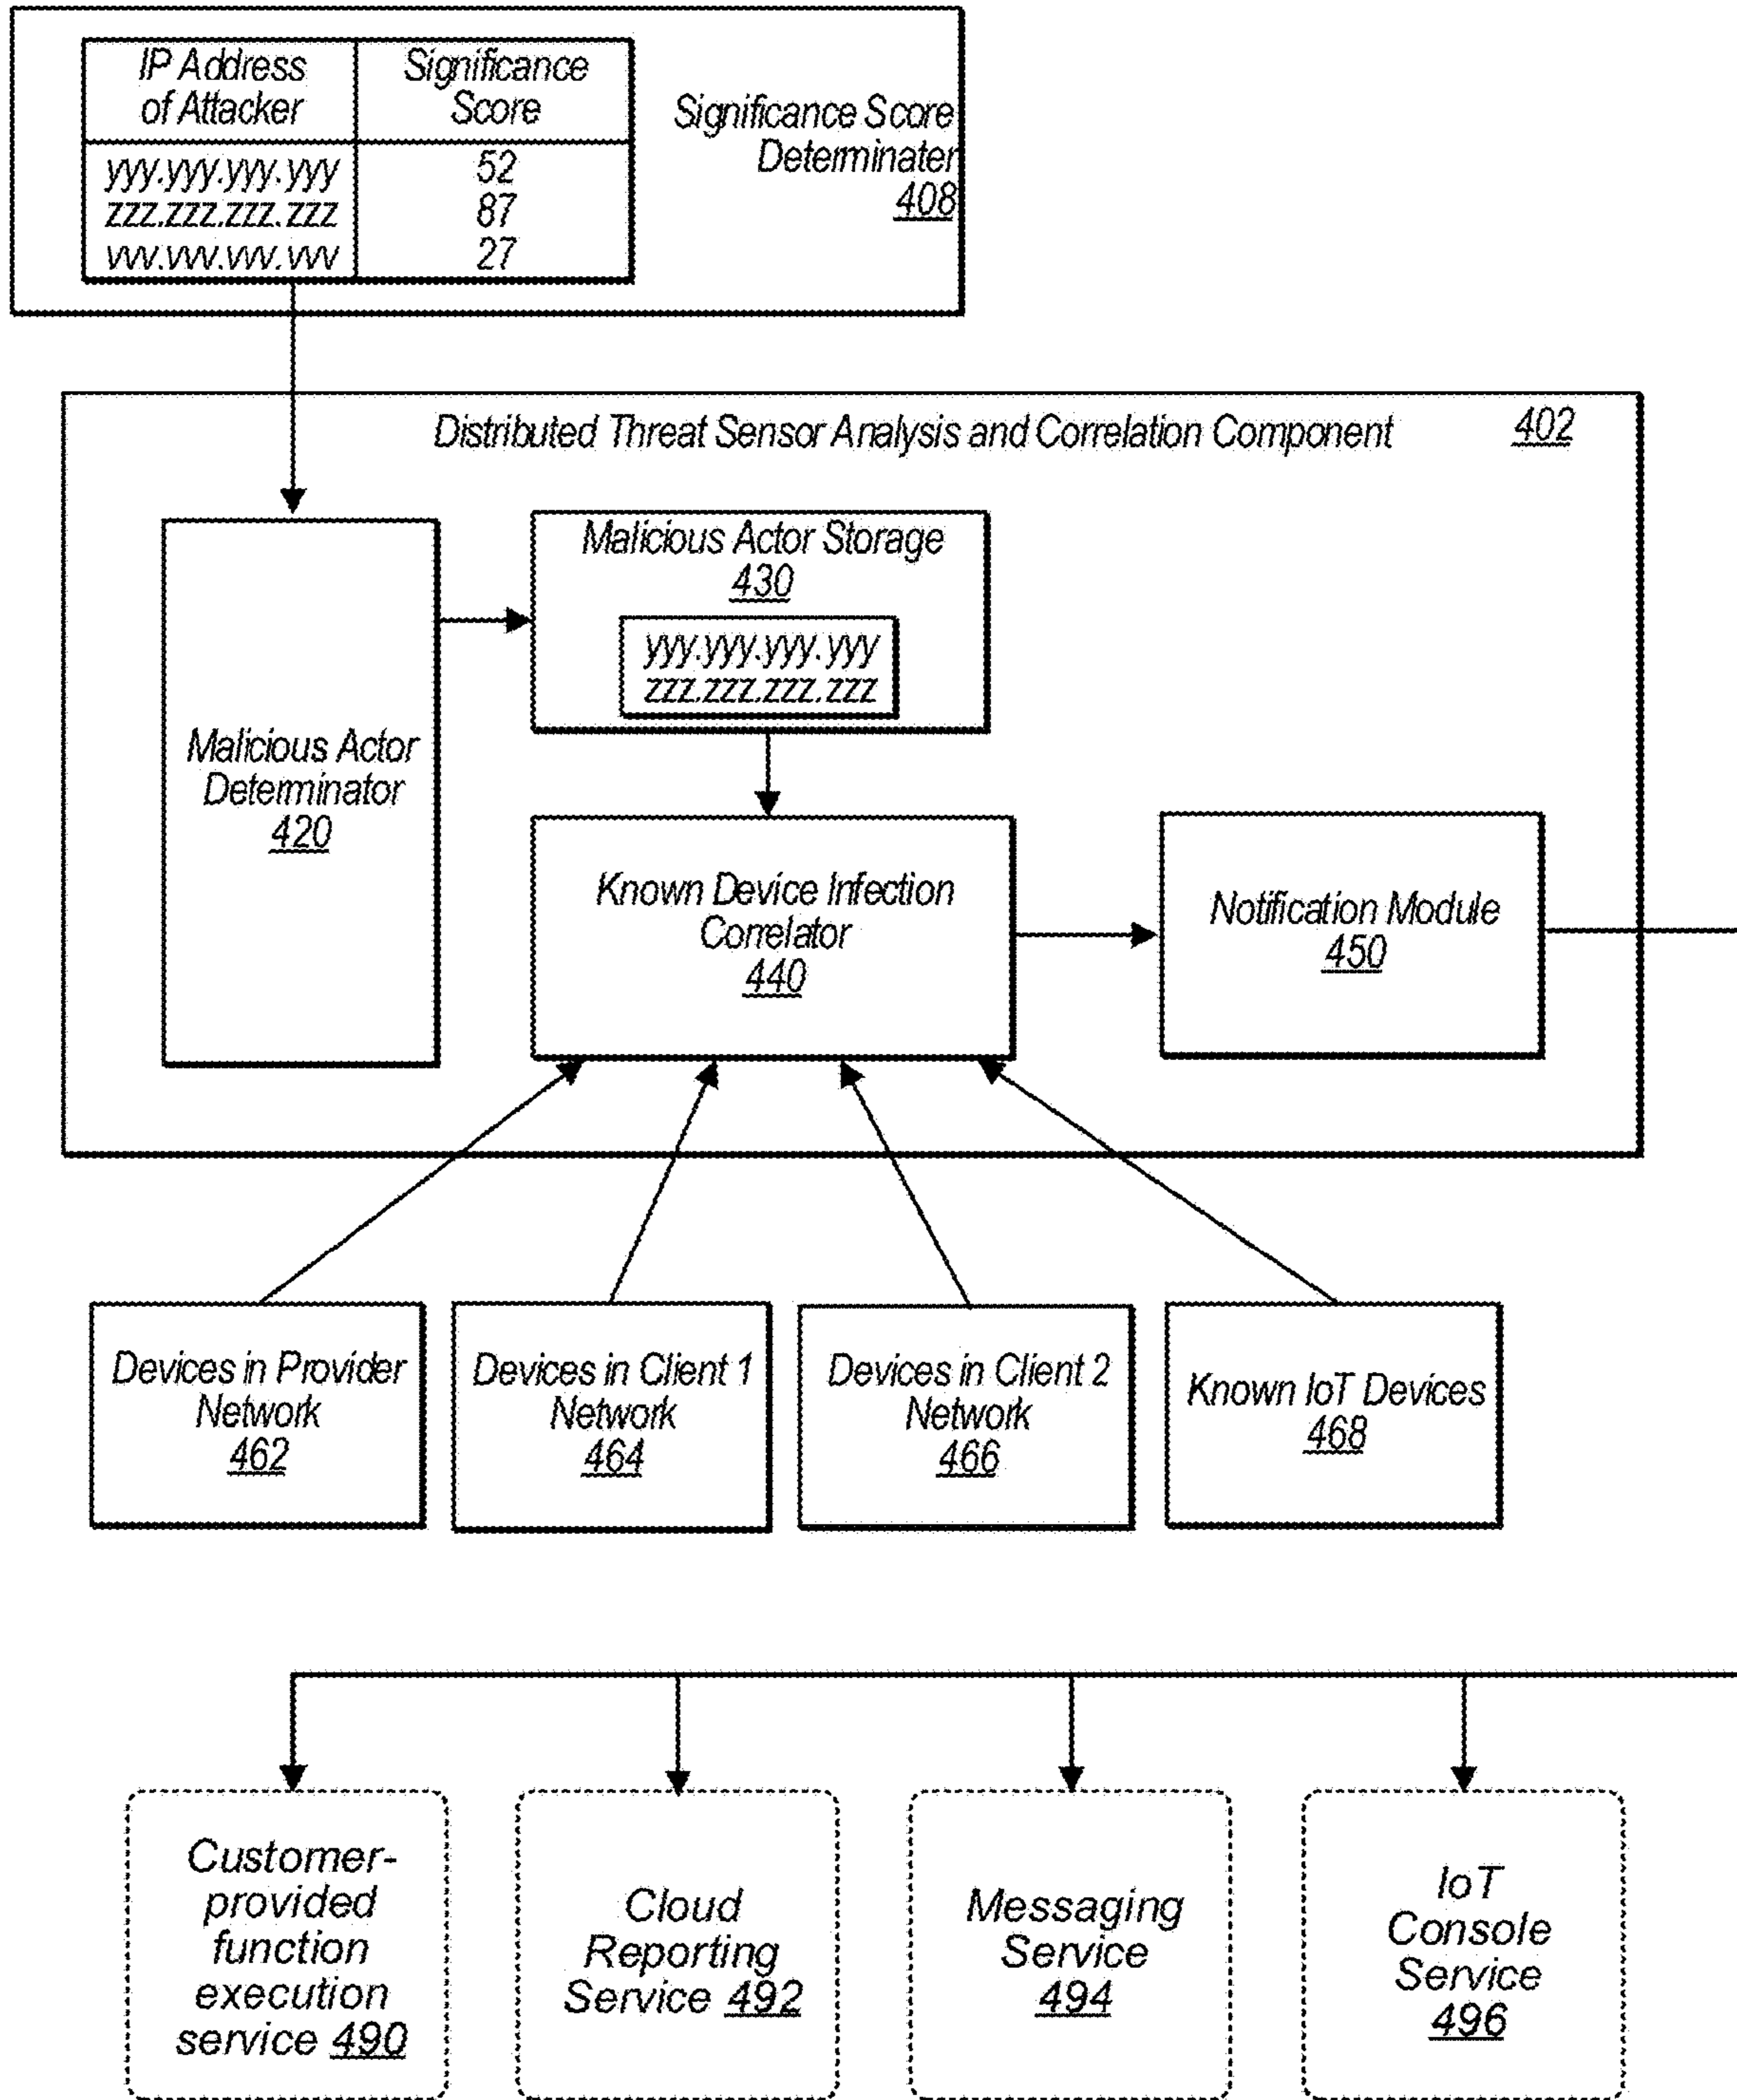 IP Address
of Attacker
Significance
Score
yyy.yyy.yyy.yyy
52
zzz.zzz.zzz.zzz
87
vvv.vvv.vvv.vvv
27
Significance Score
Determinater
408
Distributed Threat Sensor Analysis and Correlation Component
402
Malicious Actor
Determinator
420
Malicious Actor Storage
430
yyy.yyy.yyy.yyy
zzz.zzz.zzz.zzz
Known Device Infection
Correlator
440
Notification Module
450
Devices in Provider
Network
462
Devices in Client 1
Network
464
Devices in Client 2
Network
466
Known IoT Devices
468
Customer-
provided
function
execution
service 490
Cloud
Reporting
Service 492
Messaging
Service
494
IoT
Console
Service
496